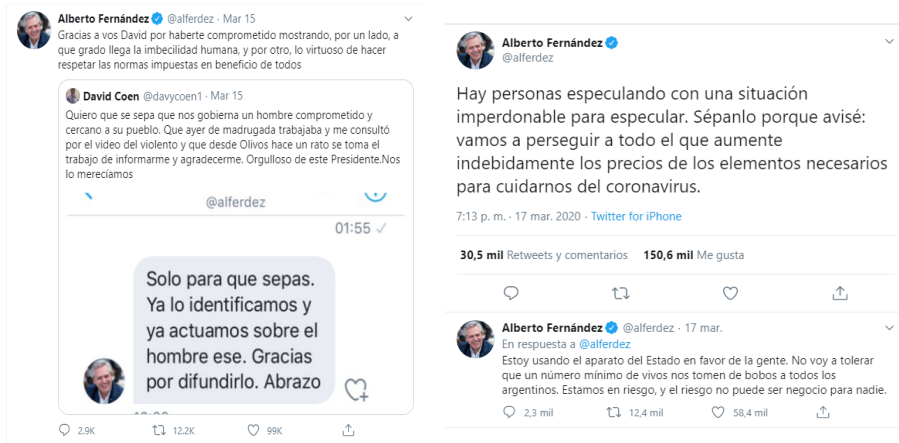 Alberto Fernández @alferdez · Mar 15
Gracias a vos David por haberte comprometido mostrando, por un lado, a
que grado llega la imbecilidad humana, y por otro, lo virtuoso de hacer
respetar las normas impuestas en beneficio de todos
David Coen @davycoen1 · Mar 15
Quiero que se sepa que nos gobierna un hombre comprometido y
cercano a su pueblo. Que ayer de madrugada trabajaba y me consultó
por el video del violento y que desde Olivos hace un rato se toma el
trabajo de informarme y agradecerme. Orgulloso de este Presidente.Nos
lo merecíamos
@alferdez
01:55
Solo para que sepas.
Ya lo identificamos y
ya actuamos sobre el
hombre ese. Gracias
por difundirlo. Abrazo
2.9K 12.2K 99K
Alberto Fernández
@alferdez
Hay personas especulando con una situación
imperdonable para especular. Sépanlo porque avisé:
vamos a perseguir a todo el que aumente
indebidamente los precios de los elementos necesarios
para cuidarnos del coronavirus.
7:13 p. m. · 17 mar. 2020 · Twitter for iPhone
30,5 mil Retweets y comentarios 150,6 mil Me gusta
Alberto Fernández @alferdez · 17 mar.
En respuesta a @alferdez
Estoy usando el aparato del Estado en favor de la gente. No voy a tolerar
que un número mínimo de vivos nos tomen de bobos a todos los
argentinos. Estamos en riesgo, y el riesgo no puede ser negocio para nadie.
2,3 mil 12,4 mil 58,4 mil